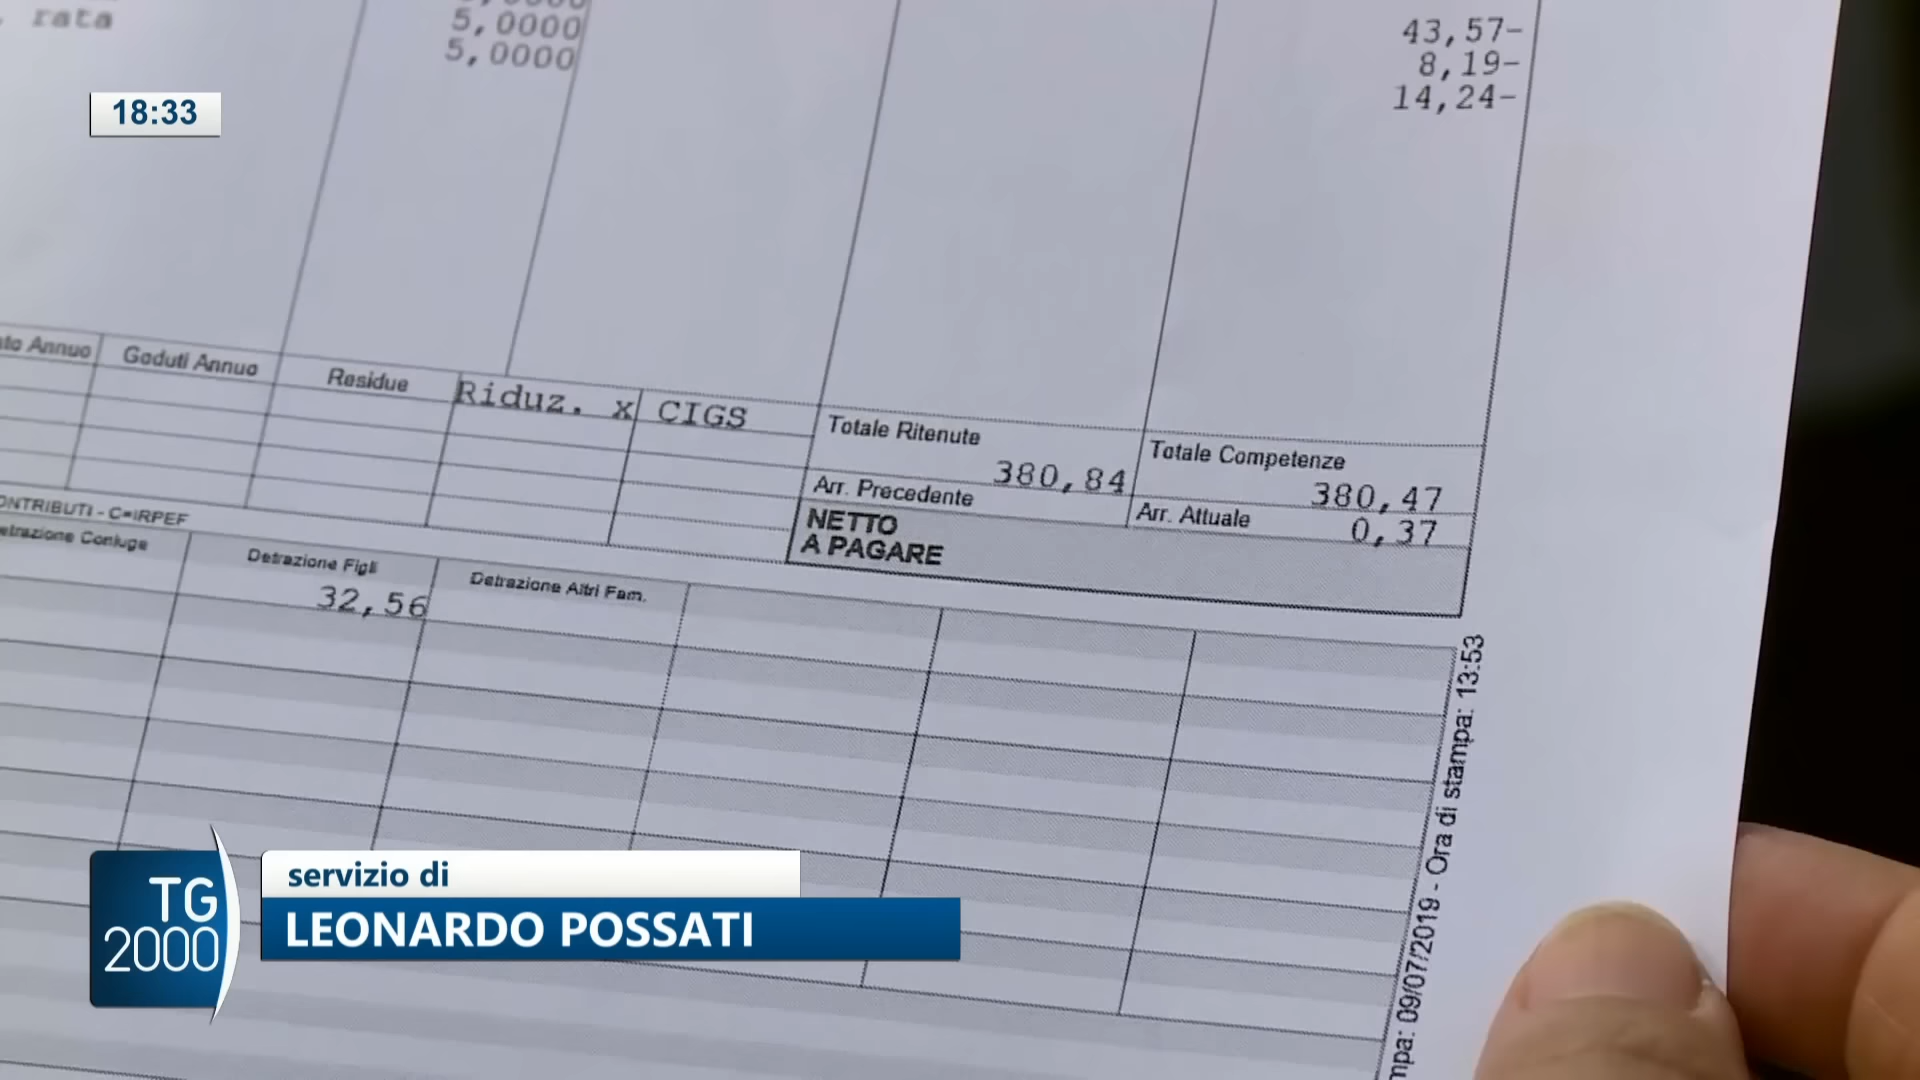 rata
5,0000
5,0000
43,57-
8,19-
14,24-
18:33
Annuo
Goduti Annuo
Residue
Riduz. x CIGS
Totale Ritenute
380,84
Totale Competenze
380,47
Arr. Precedente
Arr. Attuale
0,37
NETTO
A PAGARE
ONTRIBUTI - C=IRPEF
etrazione Coniuge
Detrazione Figli
32,56
Detrazione Altri Fam.
mpa: 09/07/2019 - Ora di stampa: 13:53
servizio di
LEONARDO POSSATI
TG
2000